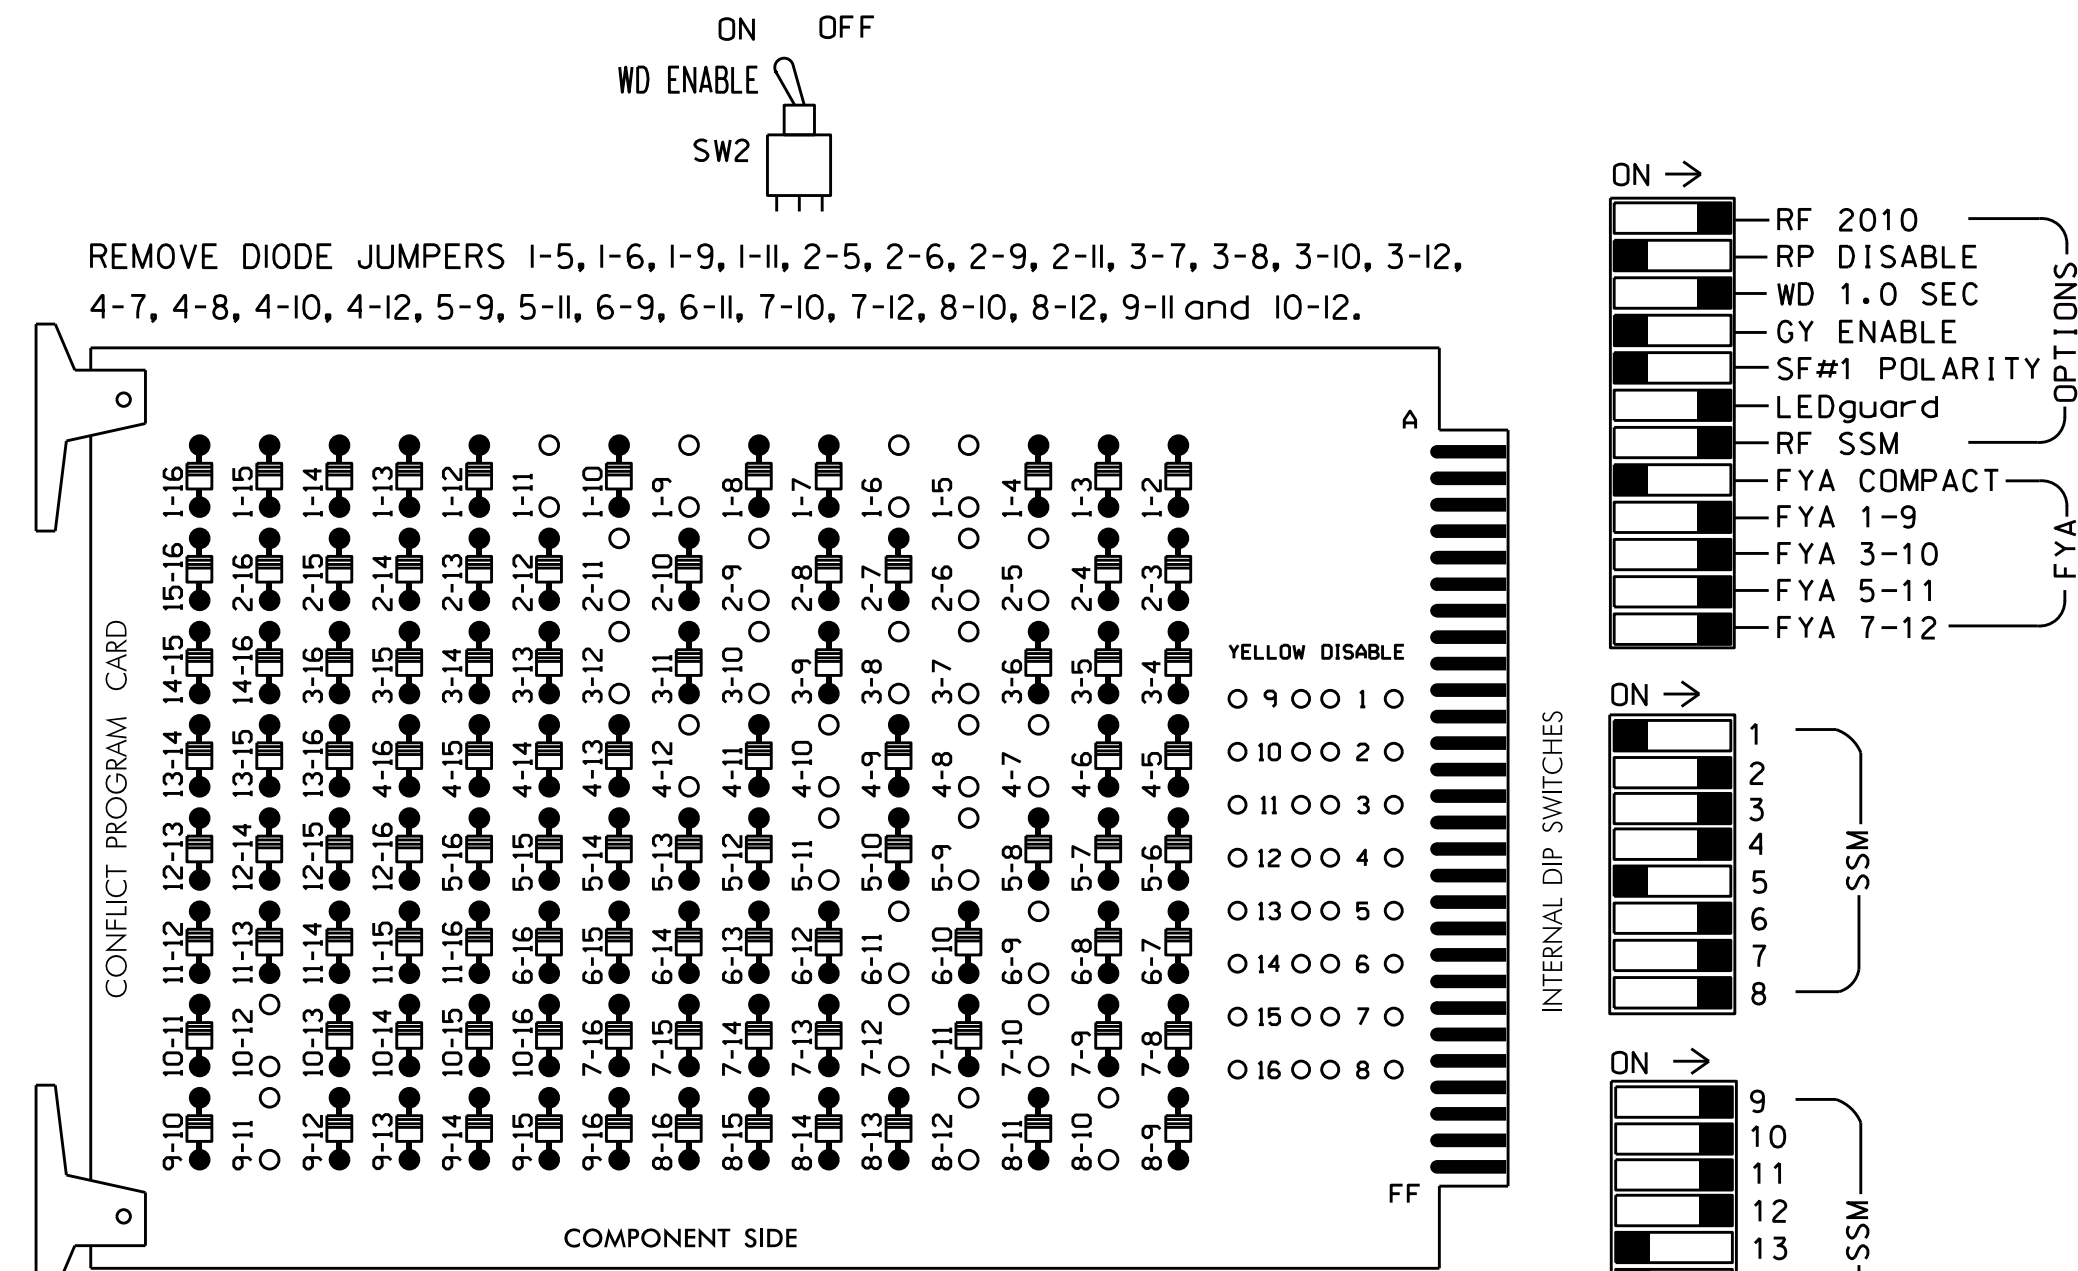 ON OFF
WD ENABLE
SW2
REMOVE DIODE JUMPERS 1-5, 1-6, 1-9, 1-11, 2-5, 2-6, 2-9, 2-11, 3-7, 3-8, 3-10, 3-12,
4-7, 4-8, 4-10, 4-12, 5-9, 5-11, 6-9, 6-11, 7-10, 7-12, 8-10, 8-12, 9-11 and 10-12.
CONFLICT PROGRAM CARD
A
1-16 1-15 1-14 1-13 1-12 1-11 1-10 1-9 1-8 1-7 1-6 1-5 1-4 1-3 1-2
15-16 2-16 2-15 2-14 2-13 2-12 2-11 2-10 2-9 2-8 2-7 2-6 2-5 2-4 2-3
14-15 14-16 3-16 3-15 3-14 3-13 3-12 3-11 3-10 3-9 3-8 3-7 3-6 3-5 3-4
13-14 13-15 13-16 4-16 4-15 4-14 4-13 4-12 4-11 4-10 4-9 4-8 4-7 4-6 4-5
12-13 12-14 12-15 12-16 5-16 5-15 5-14 5-13 5-12 5-11 5-10 5-9 5-8 5-7 5-6
11-12 11-13 11-14 11-15 11-16 6-16 6-15 6-14 6-13 6-12 6-11 6-10 6-9 6-8 6-7
10-11 10-12 10-13 10-14 10-15 10-16 7-16 7-15 7-14 7-13 7-12 7-11 7-10 7-9 7-8
9-10 9-11 9-12 9-13 9-14 9-15 9-16 8-16 8-15 8-14 8-13 8-12 8-11 8-10 8-9
YELLOW DISABLE
9 1
10 2
11 3
12 4
13 5
14 6
15 7
16 8
FF
COMPONENT SIDE
INTERNAL DIP SWITCHES
ON →
RF 2010
RP DISABLE
WD 1.0 SEC
GY ENABLE
SF#1 POLARITY
LEDguard
RF SSM
OPTIONS
FYA COMPACT
FYA 1-9
FYA 3-10
FYA 5-11
FYA 7-12
FYA
ON →
1
2
3
4
5
6
7
8
SSM
ON →
9
10
11
12
13
SSM